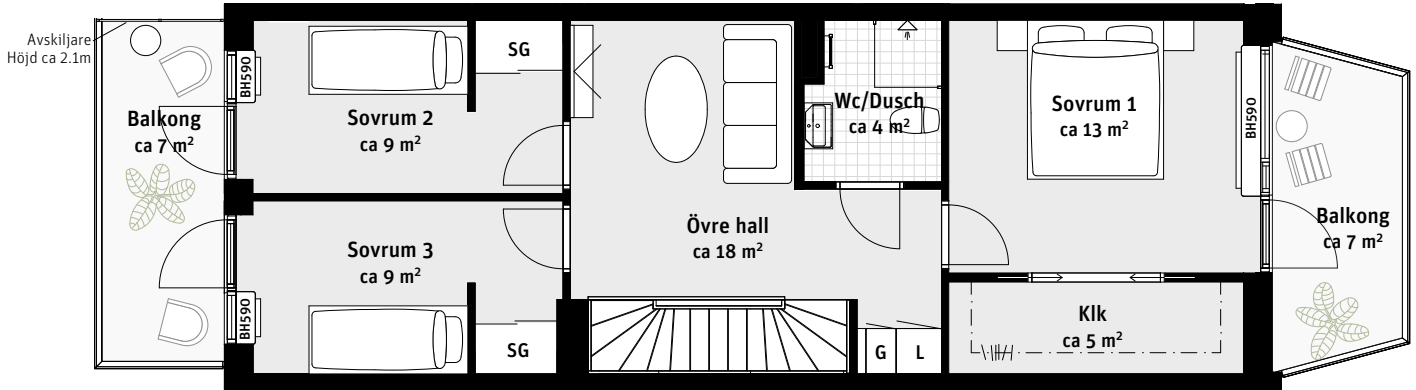 Avskiljare
Höjd ca 2.1m
BH590
SG
Balkong
ca 7 m²
Sovrum 2
ca 9 m²
Wc/Dusch
ca 4 m²
Sovrum 1
ca 13 m²
BH590
Sovrum 3
ca 9 m²
Övre hall
ca 18 m²
Balkong
ca 7 m²
BH590
SG
G
L
Klk
ca 5 m²